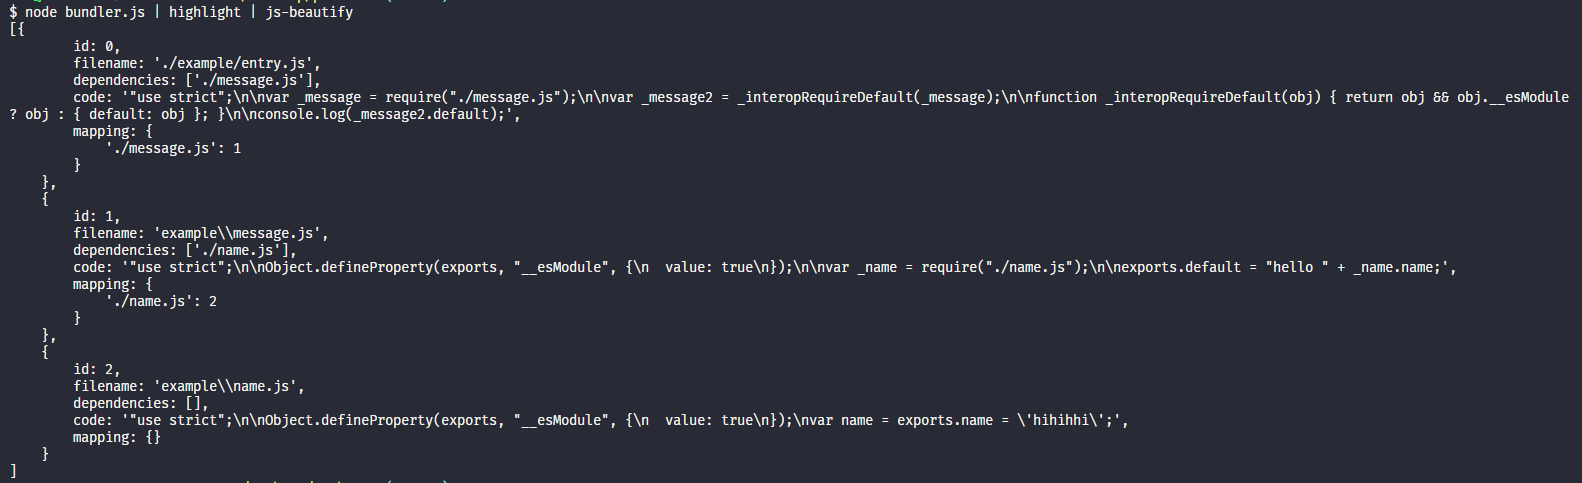 $ node bundler.js | highlight | js-beautify
[{
        id: 0,
        filename: './example/entry.js',
        dependencies: ['./message.js'],
        code: '"use strict";\n\nvar _message = require("./message.js");\n\nvar _message2 = _interopRequireDefault(_message);\n\nfunction _interopRequireDefault(obj) { return obj && obj.__esModule
? obj : { default: obj }; }\n\nconsole.log(_message2.default);',
        mapping: {
            './message.js': 1
        }
    },
    {
        id: 1,
        filename: 'example\\message.js',
        dependencies: ['./name.js'],
        code: '"use strict";\n\nObject.defineProperty(exports, "__esModule", {\n  value: true\n});\n\nvar _name = require("./name.js");\n\nexports.default = "hello " + _name.name;',
        mapping: {
            './name.js': 2
        }
    },
    {
        id: 2,
        filename: 'example\\name.js',
        dependencies: [],
        code: '"use strict";\n\nObject.defineProperty(exports, "__esModule", {\n  value: true\n});\nvar name = exports.name = \'hihihhi\';',
        mapping: {}
    }
]